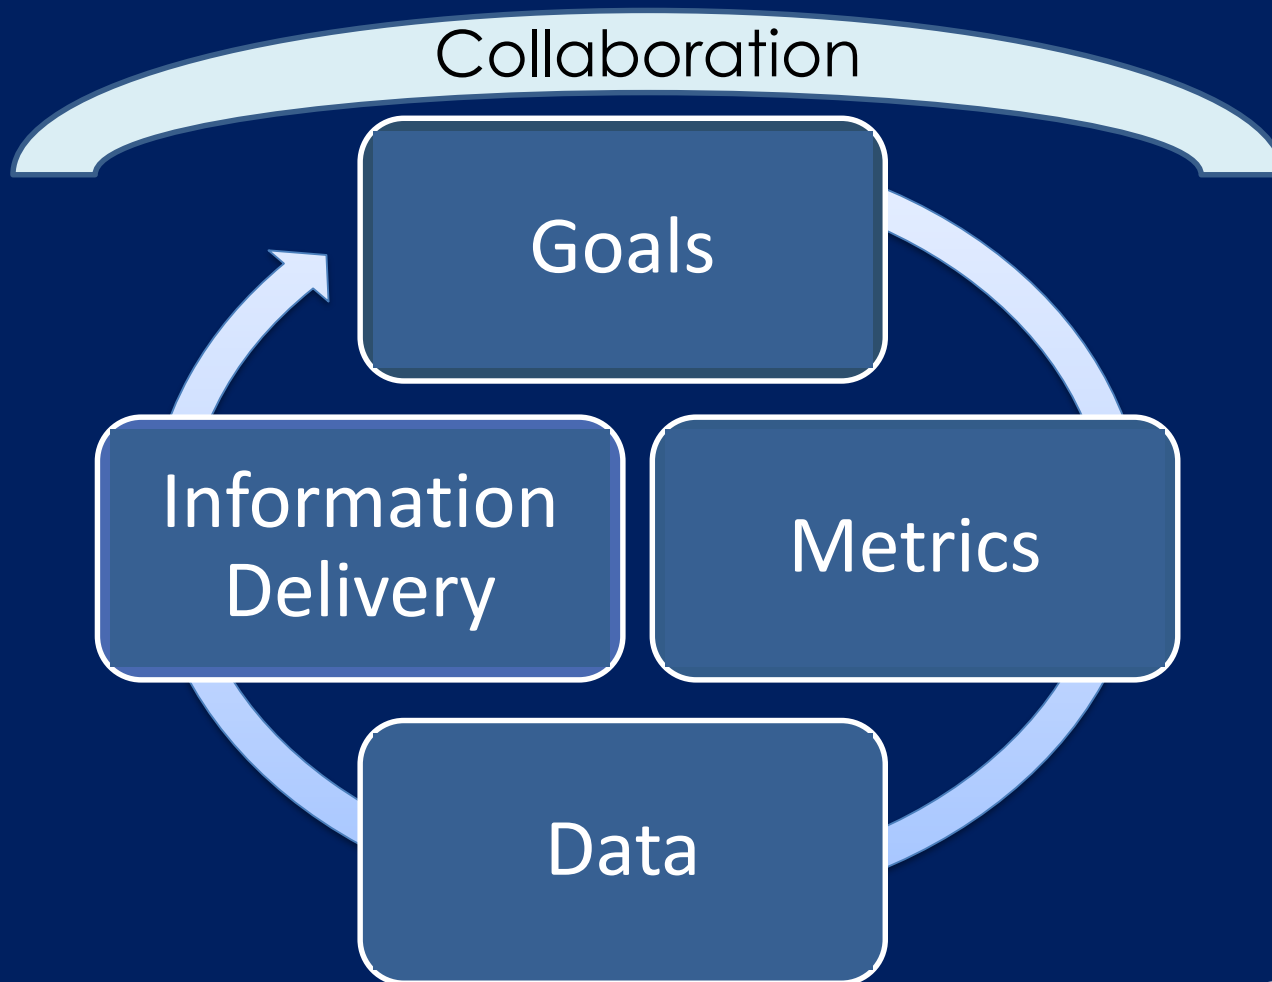 Collaboration
Goals
Information
Delivery
Metrics
Data